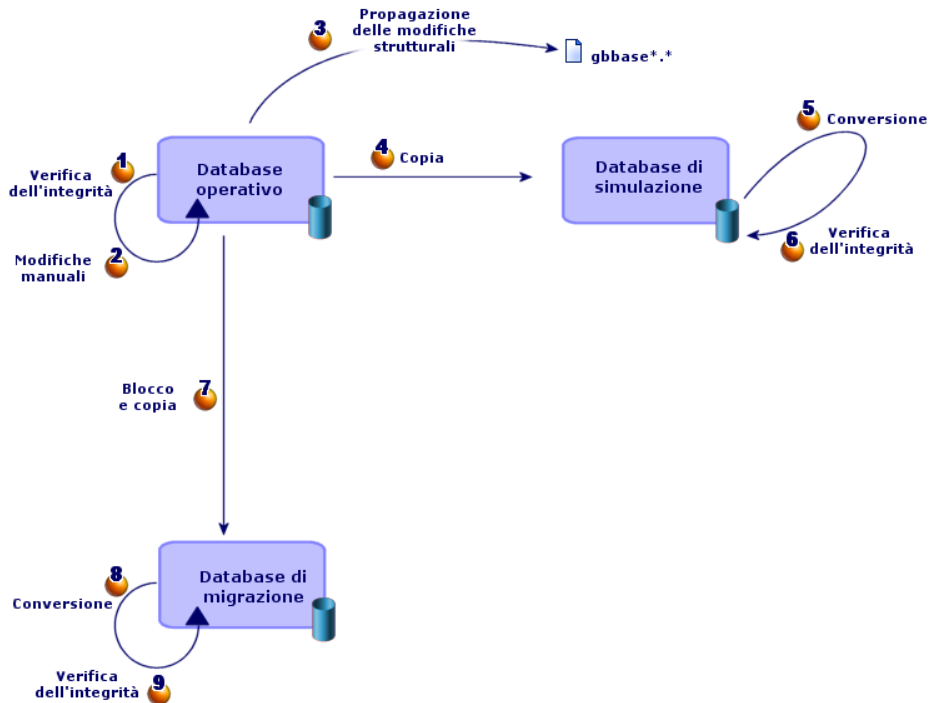 3
Propagazione
delle modifiche
strutturali
gbbase*.*
1
Verifica
dell'integrità
Database
operativo
4
Copia
Database di
simulazione
5
Conversione
2
Modifiche
manuali
6
Verifica
dell'integrità
Blocco
e copia
7
8
Conversione
Database di
migrazione
Verifica
dell'integrità
9